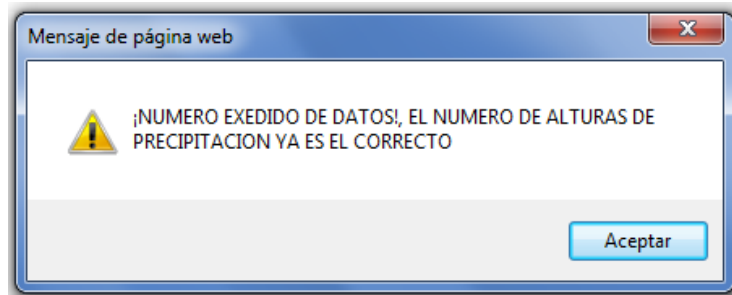 Mensaje de página web
¡NUMERO EXEDIDO DE DATOS!, EL NUMERO DE ALTURAS DE
PRECIPITACION YA ES EL CORRECTO
Aceptar